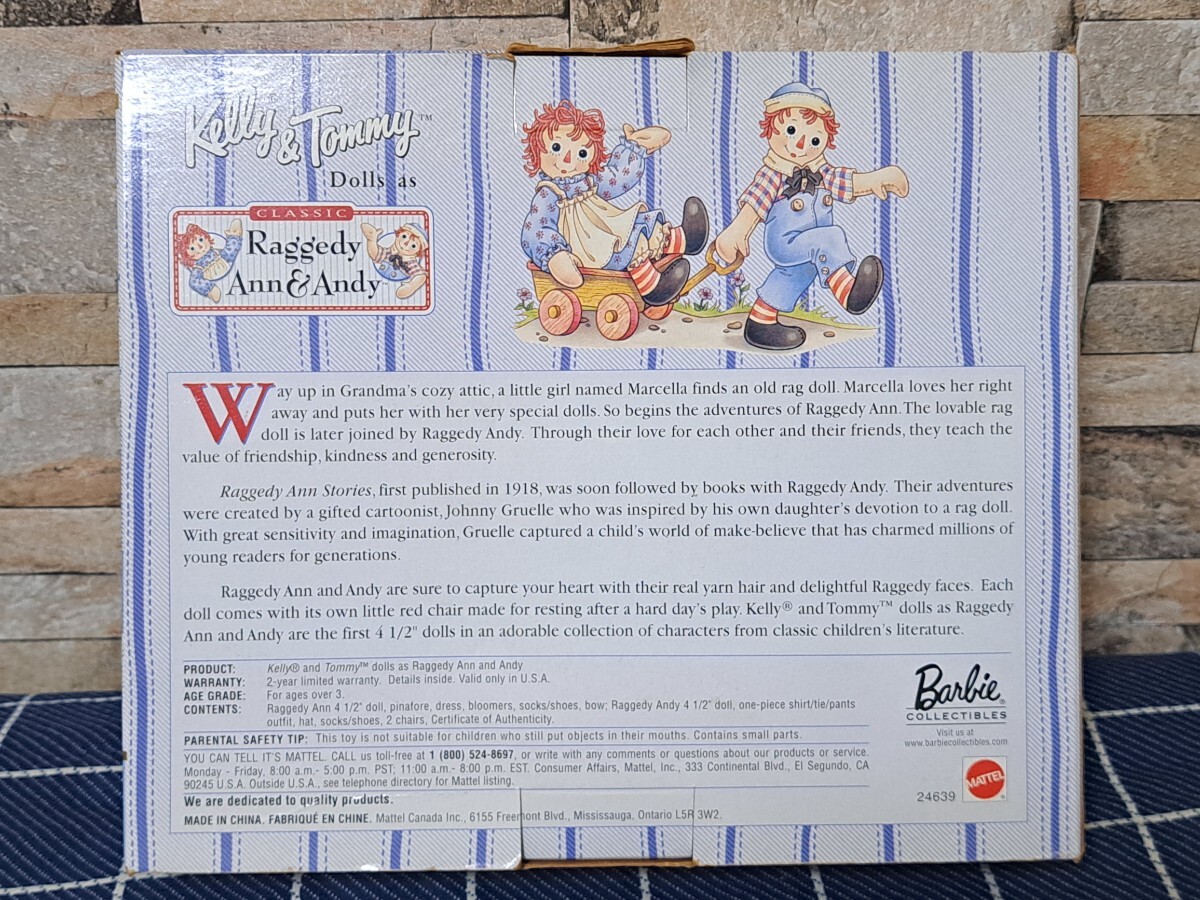 Kelly & Tommy™
Dolls as
CLASSIC
Raggedy
Ann & Andy
Way up in Grandma's cozy attic, a little girl named Marcella finds an old rag doll. Marcella loves her right
away and puts her with her very special dolls. So begins the adventures of Raggedy Ann. The lovable rag
doll is later joined by Raggedy Andy. Through their love for each other and their friends, they teach the
value of friendship, kindness and generosity.
Raggedy Ann Stories, first published in 1918, was soon followed by books with Raggedy Andy. Their adventures
were created by a gifted cartoonist, Johnny Gruelle who was inspired by his own daughter's devotion to a rag doll.
With great sensitivity and imagination, Gruelle captured a child's world of make-believe that has charmed millions of
young readers for generations.
Raggedy Ann and Andy are sure to capture your heart with their real yarn hair and delightful Raggedy faces. Each
doll comes with its own little red chair made for resting after a hard day's play. Kelly® and Tommy™ dolls as Raggedy
Ann and Andy are the first 4 1/2" dolls in an adorable collection of characters from classic children's literature.
PRODUCT: Kelly® and Tommy™ dolls as Raggedy Ann and Andy
WARRANTY: 2-year limited warranty. Details inside. Valid only in U.S.A.
AGE GRADE: For ages over 3.
CONTENTS: Raggedy Ann 4 1/2" doll, pinafore, dress, bloomers, socks/shoes, bow; Raggedy Andy 4 1/2" doll, one-piece shirt/tie/pants
outfit, hat, socks/shoes, 2 chairs, Certificate of Authenticity.
PARENTAL SAFETY TIP: This toy is not suitable for children who still put objects in their mouths. Contains small parts.
YOU CAN TELL IT'S MATTEL. CALL us toll-free at 1 (800) 524-8697, or write with any comments or questions about our products or service.
Monday - Friday, 8:00 a.m.- 5:00 p.m. PST; 11:00 a.m.- 8:00 p.m. EST. Consumer Affairs, Mattel, Inc., 333 Continental Blvd., El Segundo, CA
90245 U.S.A. Outside U.S.A., see telephone directory for Mattel listing.
We are dedicated to quality products.
MADE IN CHINA. FABRIQUÉ EN CHINE. Mattel Canada Inc., 6155 Freemont Blvd., Mississauga, Ontario L5R 3W2.
Barbie®
COLLECTIBLES
Visit us at
www.barbiecollectibles.com
24639
MATTEL